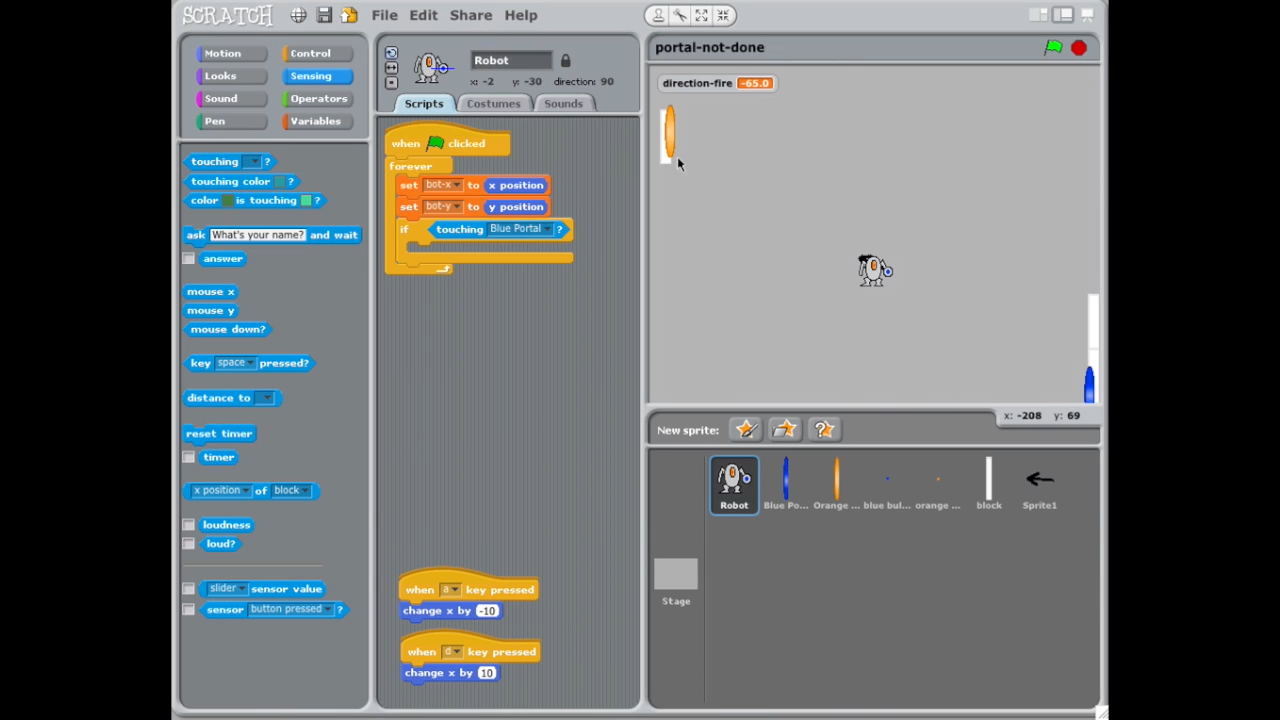 SCRATCH File Edit Share Help
Motion Control
Looks Sensing
Sound Operators
Pen Variables
touching ?
touching color ?
color is touching ?
ask What's your name? and wait
answer
mouse x
mouse y
mouse down?
key space pressed?
distance to
reset timer
timer
x position of block
loudness
loud?
slider sensor value
sensor button pressed ?
Robot
x: -2 y: -30 direction: 90
Scripts Costumes Sounds
when clicked
forever
set bot-x to x position
set bot-y to y position
if touching Blue Portal ?
when a key pressed
change x by -10
when d key pressed
change x by 10
portal-not-done
direction-fire -65.0
x: -208 y: 69
New sprite:
Robot Blue Po... Orange ... blue bul... orange ... block Sprite1
Stage